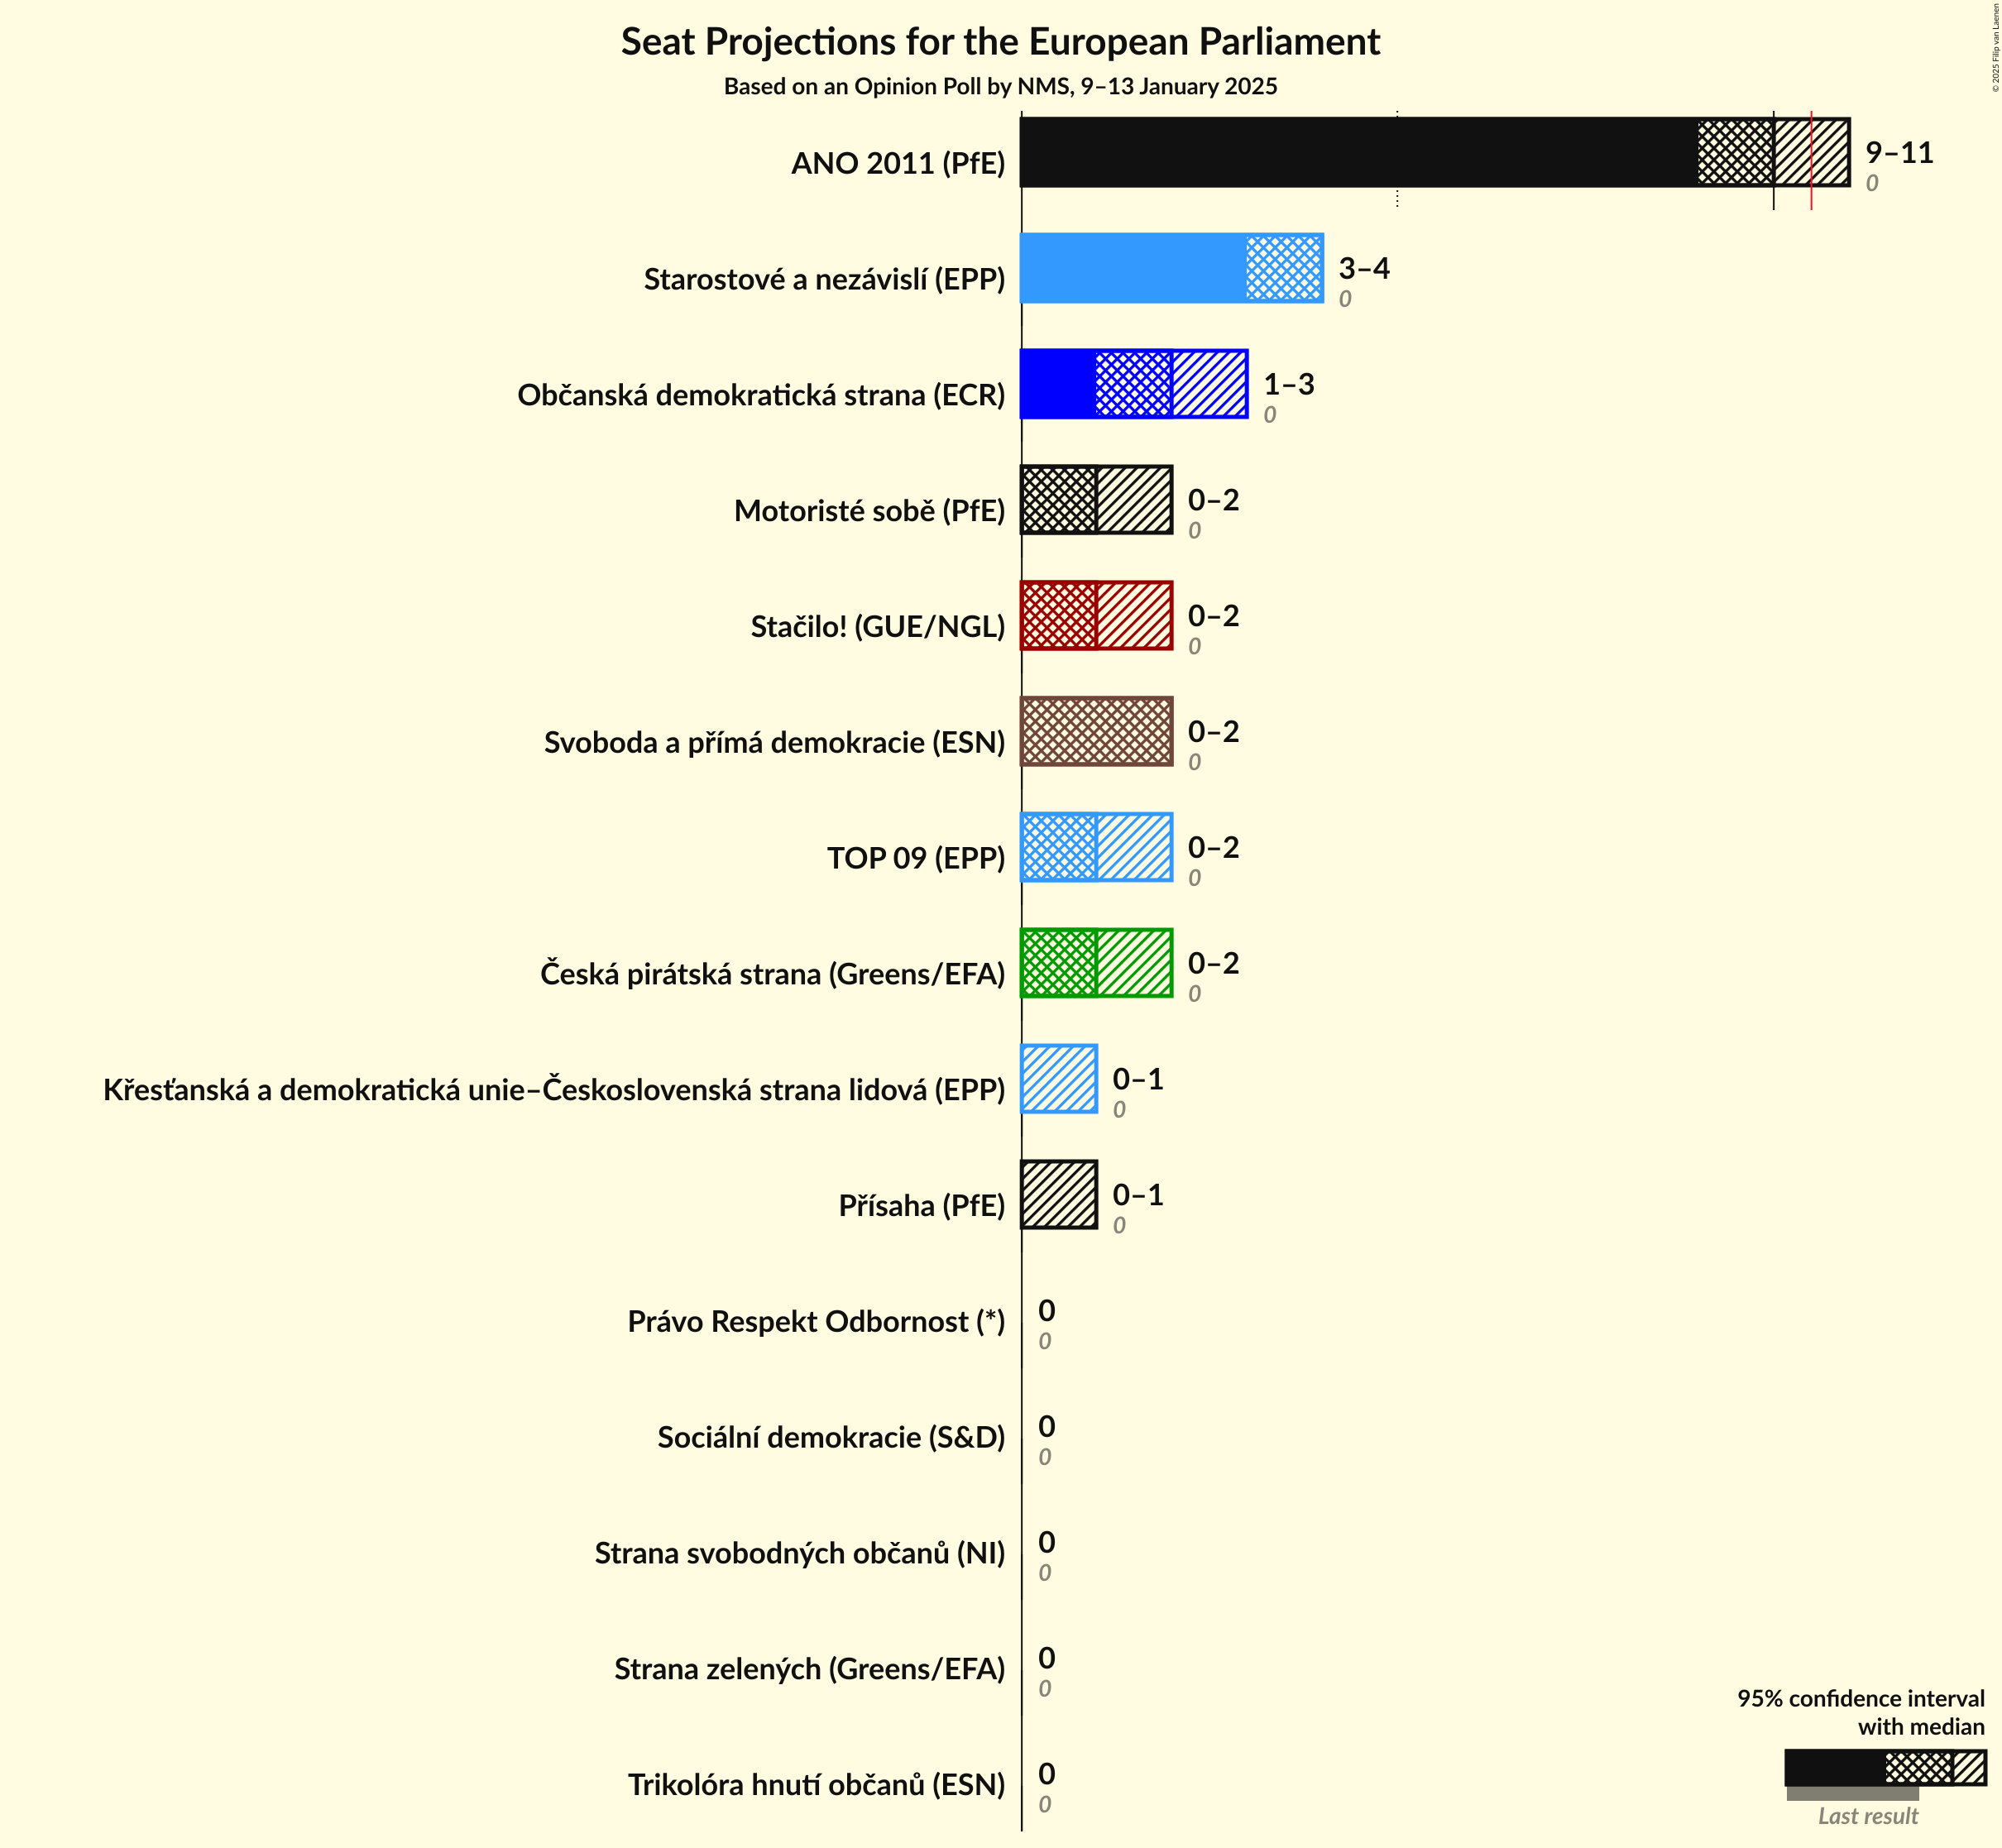 Seat Projections for the European Parliament
Based on an Opinion Poll by NMS, 9–13 January 2025
© 2025 Filip van Laenen
ANO 2011 (PfE)
9–11
0
Starostové a nezávislí (EPP)
3–4
0
Občanská demokratická strana (ECR)
1–3
0
Motoristé sobě (PfE)
0–2
0
Stačilo! (GUE/NGL)
0–2
0
Svoboda a přímá demokracie (ESN)
0–2
0
TOP 09 (EPP)
0–2
0
Česká pirátská strana (Greens/EFA)
0–2
0
Křesťanská a demokratická unie–Československá strana lidová (EPP)
0–1
0
Přísaha (PfE)
0–1
0
Právo Respekt Odbornost (*)
0
0
Sociální demokracie (S&D)
0
0
Strana svobodných občanů (NI)
0
0
Strana zelených (Greens/EFA)
0
0
Trikolóra hnutí občanů (ESN)
0
0
95% confidence interval
with median
Last result